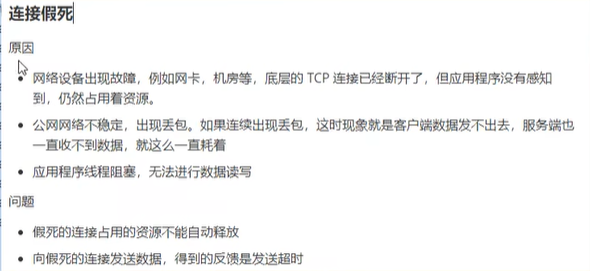 连接假死
原因
网络设备出现故障，例如网卡，机房等，底层的 TCP 连接已经断开了，但应用程序没有感知
到，仍然占用着资源。
公网网络不稳定，出现丢包。如果连续出现丢包，这时现象就是客户端数据发不出去，服务端也
一直收不到数据，就这么一直耗着
应用程序线程阻塞，无法进行数据读写
问题
假死的连接占用的资源不能自动释放
向假死的连接发送数据，得到的反馈是发送超时